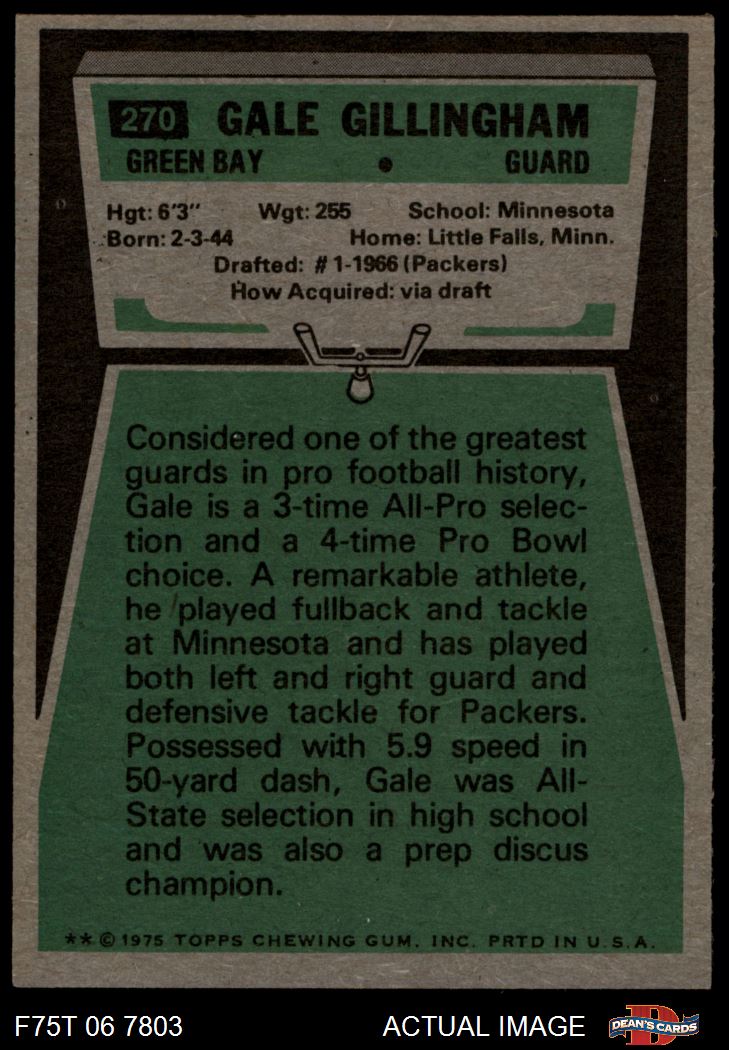 270 GALE GILLINGHAM
GREEN BAY • GUARD
Hgt: 6'3" Wgt: 255 School: Minnesota
Born: 2-3-44 Home: Little Falls, Minn.
Drafted: #1-1966 (Packers)
How Acquired: via draft
Considered one of the greatest
guards in pro football history,
Gale is a 3-time All-Pro selec-
tion and a 4-time Pro Bowl
choice. A remarkable athlete,
he played fullback and tackle
at Minnesota and has played
both left and right guard and
defensive tackle for Packers.
Possessed with 5.9 speed in
50-yard dash, Gale was All-
State selection in high school
and was also a prep discus
champion.
** © 1975 TOPPS CHEWING GUM, INC. PRTD IN U.S.A.
F75T 06 7803 ACTUAL IMAGE D DEAN'S CARDS